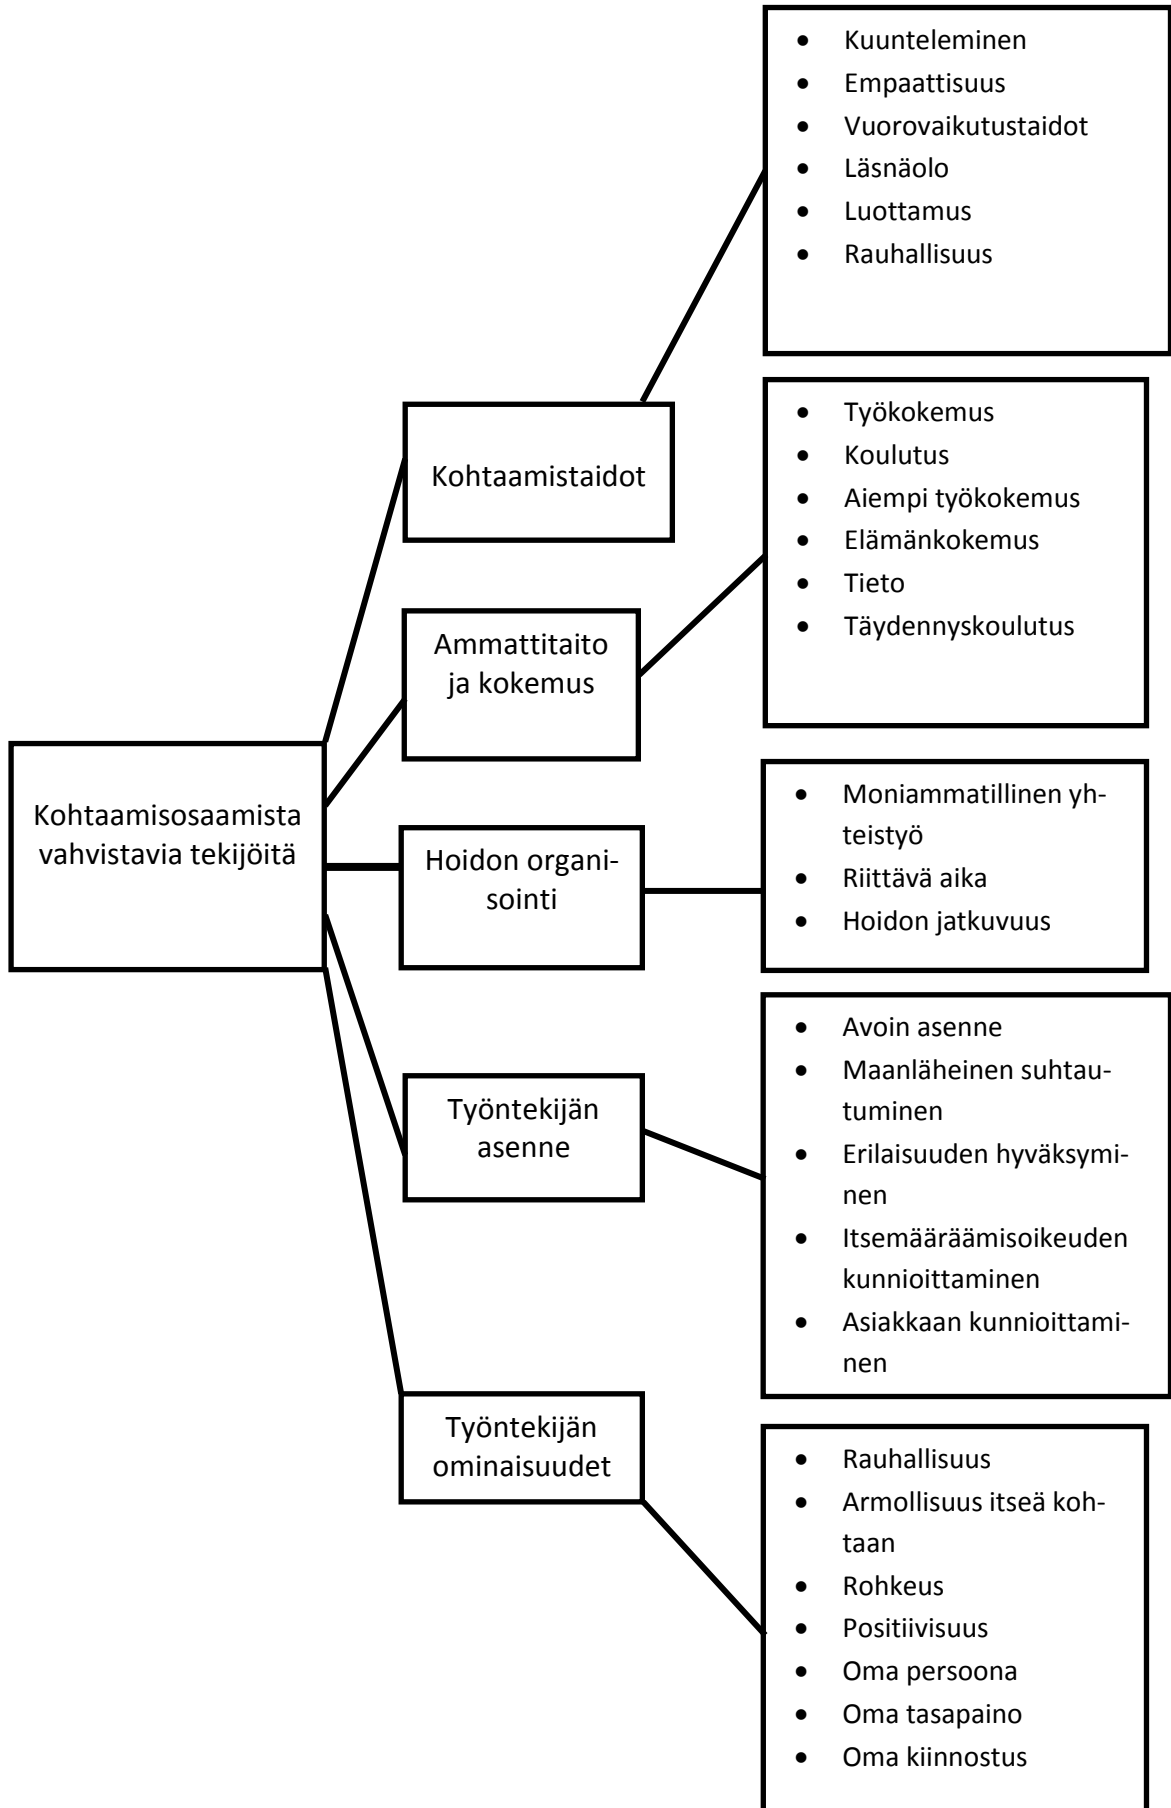 Kohtaamisosaamista
vahvistavia tekijöitä
Kohtaamistaidot
• Kuunteleminen
• Empaattisuus
• Vuorovaikutustaidot
• Läsnäolo
• Luottamus
• Rauhallisuus
Ammattitaito
ja kokemus
• Työkokemus
• Koulutus
• Aiempi työkokemus
• Elämänkokemus
• Tieto
• Täydennyskoulutus
Hoidon organi-
sointi
• Moniammatillinen yh-
teistyö
• Riittävä aika
• Hoidon jatkuvuus
Työntekijän
asenne
• Avoin asenne
• Maanläheinen suhtau-
tuminen
• Erilaisuuden hyväksymi-
nen
• Itsemääräämisoikeuden
kunnioittaminen
• Asiakkaan kunnioittami-
nen
Työntekijän
ominaisuudet
• Rauhallisuus
• Armollisuus itseä koh-
taan
• Rohkeus
• Positiivisuus
• Oma persoona
• Oma tasapaino
• Oma kiinnostus